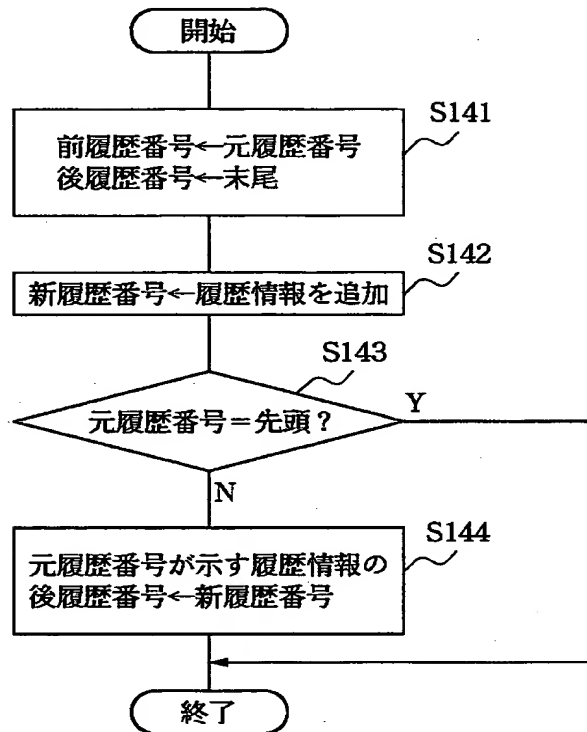 開始
S141
前履歴番号←元履歴番号
後履歴番号←末尾
S142
新履歴番号←履歴情報を追加
S143
元履歴番号=先頭?
Y
N
S144
元履歴番号が示す履歴情報の
後履歴番号←新履歴番号
終了